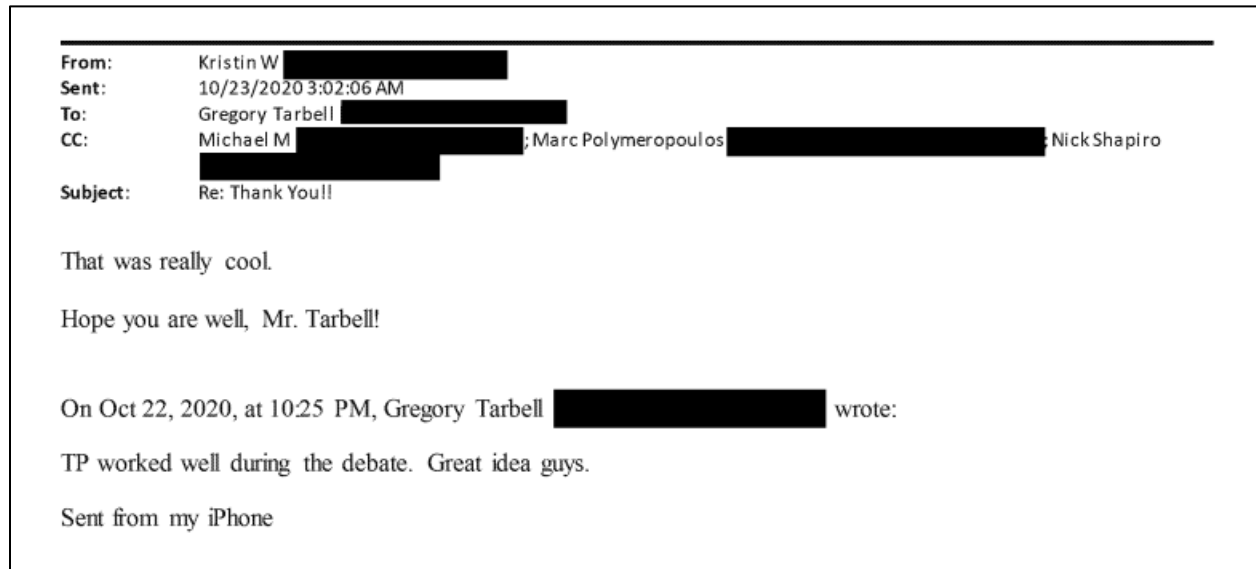 From: Kristin W
Sent: 10/23/2020 3:02:06 AM
To: Gregory Tarbell
CC: Michael M ; Marc Polymeropoulos ; Nick Shapiro
Subject: Re: Thank You!!
That was really cool.
Hope you are well, Mr. Tarbell!
On Oct 22, 2020, at 10:25 PM, Gregory Tarbell wrote:
TP worked well during the debate. Great idea guys.
Sent from my iPhone